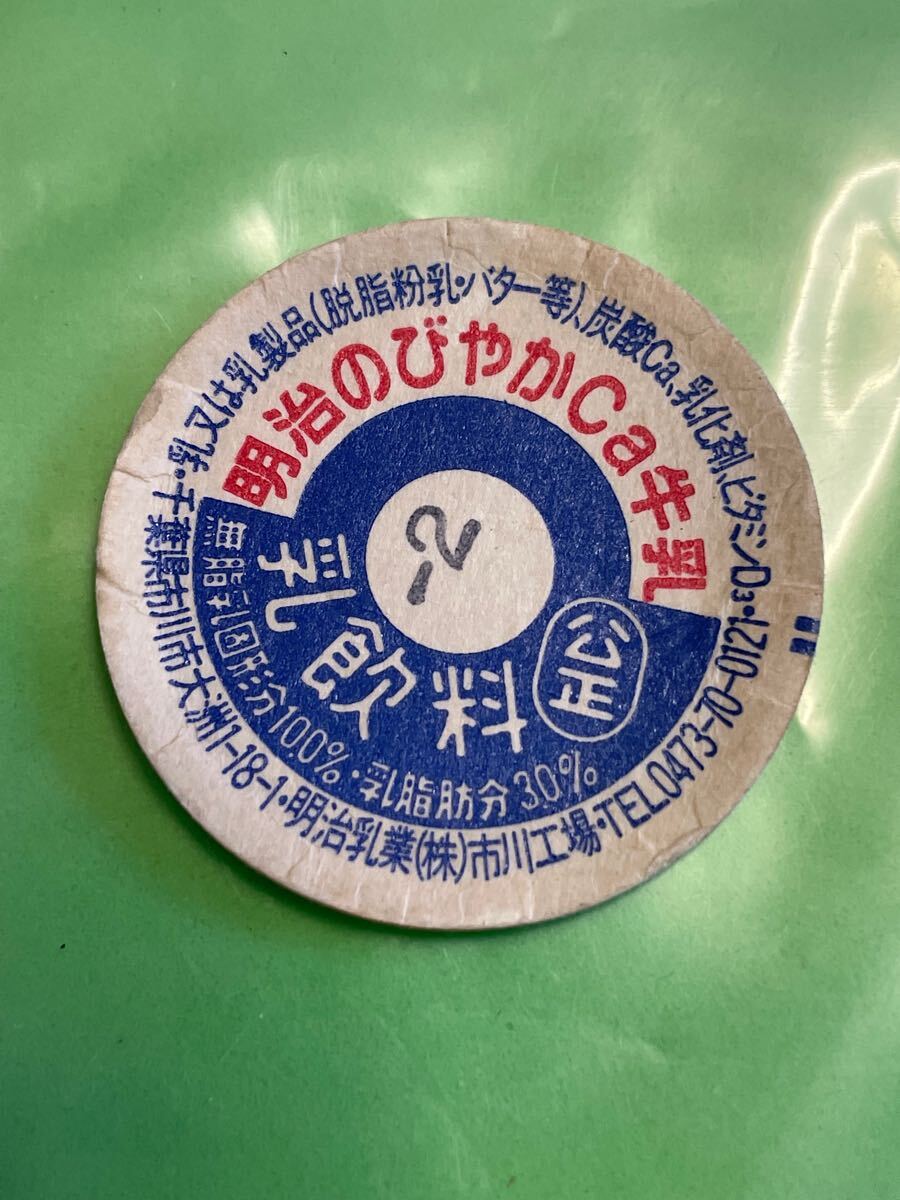 明治のびやかCa牛乳
乳飲料 公正
無脂乳固形分10.0%・乳脂肪分3.0%
乳・乳又は乳製品(脱脂粉乳・バター等)、炭酸Ca、乳化剤、ビタミンD3・
千葉県市川市大洲1-18-1・明治乳業(株)市川工場・TEL0473-70-0121・